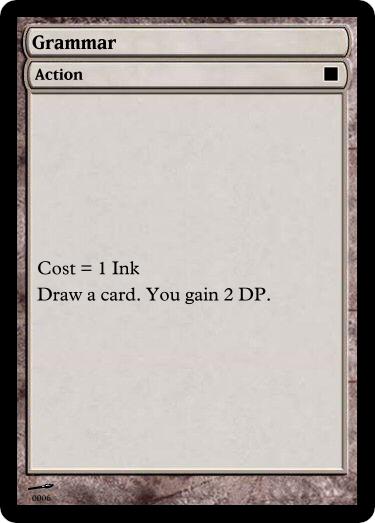 Grammar
Action
Cost = 1 Ink
Draw a card. You gain 2 DP.
0006